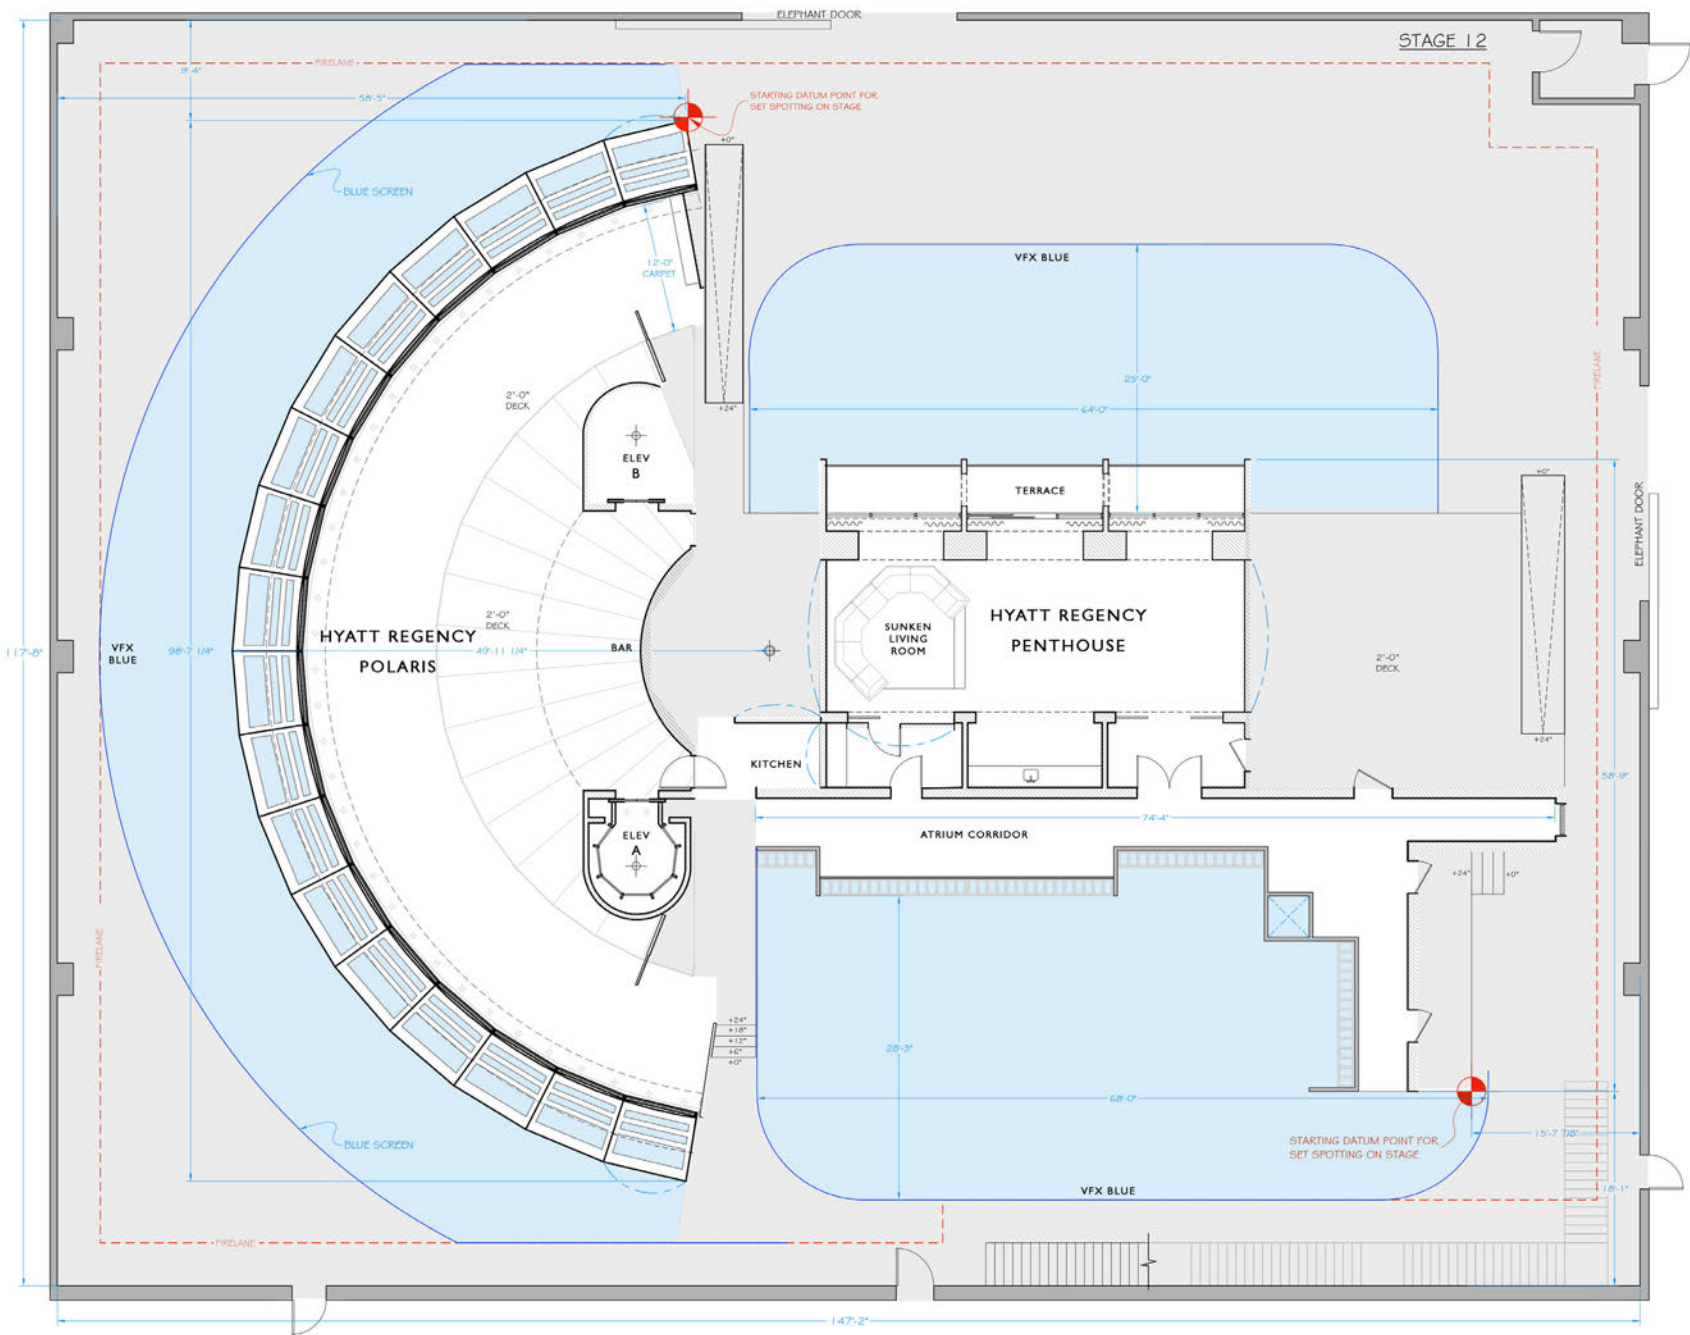 ELEPHANT DOOR
STAGE 12
FIRELANE
9'-4"
58'-5"
STARTING DATUM POINT FOR
SET SPOTTING ON STAGE
+0"
BLUE SCREEN
12'-0"
CARPET
VFX BLUE
25'-0"
64'-0"
FIRELANE
2'-0"
DECK
+24"
ELEV
B
TERRACE
+0"
ELEPHANT DOOR
2'-0"
DECK
HYATT REGENCY
POLARIS
BAR
SUNKEN
LIVING
ROOM
HYATT REGENCY
PENTHOUSE
117'-8"
VFX
BLUE
98'-7 1/4"
49'-11 1/4"
2'-0"
DECK
+24"
KITCHEN
58'-9"
74'-4"
ELEV
A
ATRIUM CORRIDOR
+24"
+0"
FIRELANE
+24"
+18"
+12"
+6"
+0"
28'-3"
68'-0"
BLUE SCREEN
STARTING DATUM POINT FOR
SET SPOTTING ON STAGE
15'-7 7/8"
18'-1"
VFX BLUE
FIRELANE
147'-2"